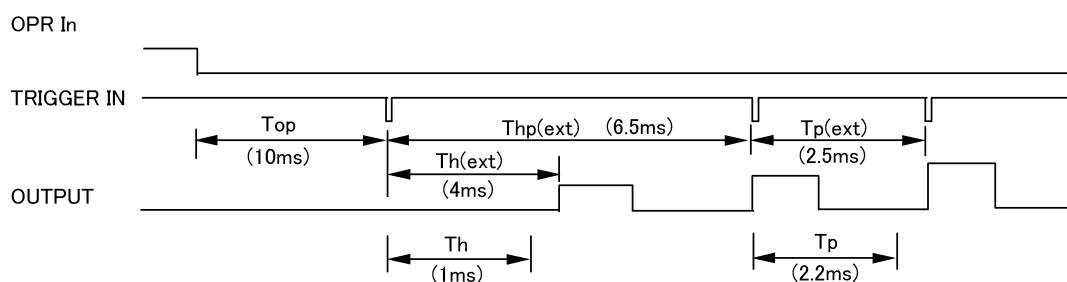 OPR In
TRIGGER IN
Top
(10ms)
Thp(ext) (6.5ms)
Tp(ext)
(2.5ms)
Th(ext)
(4ms)
OUTPUT
Th
(1ms)
Tp
(2.2ms)